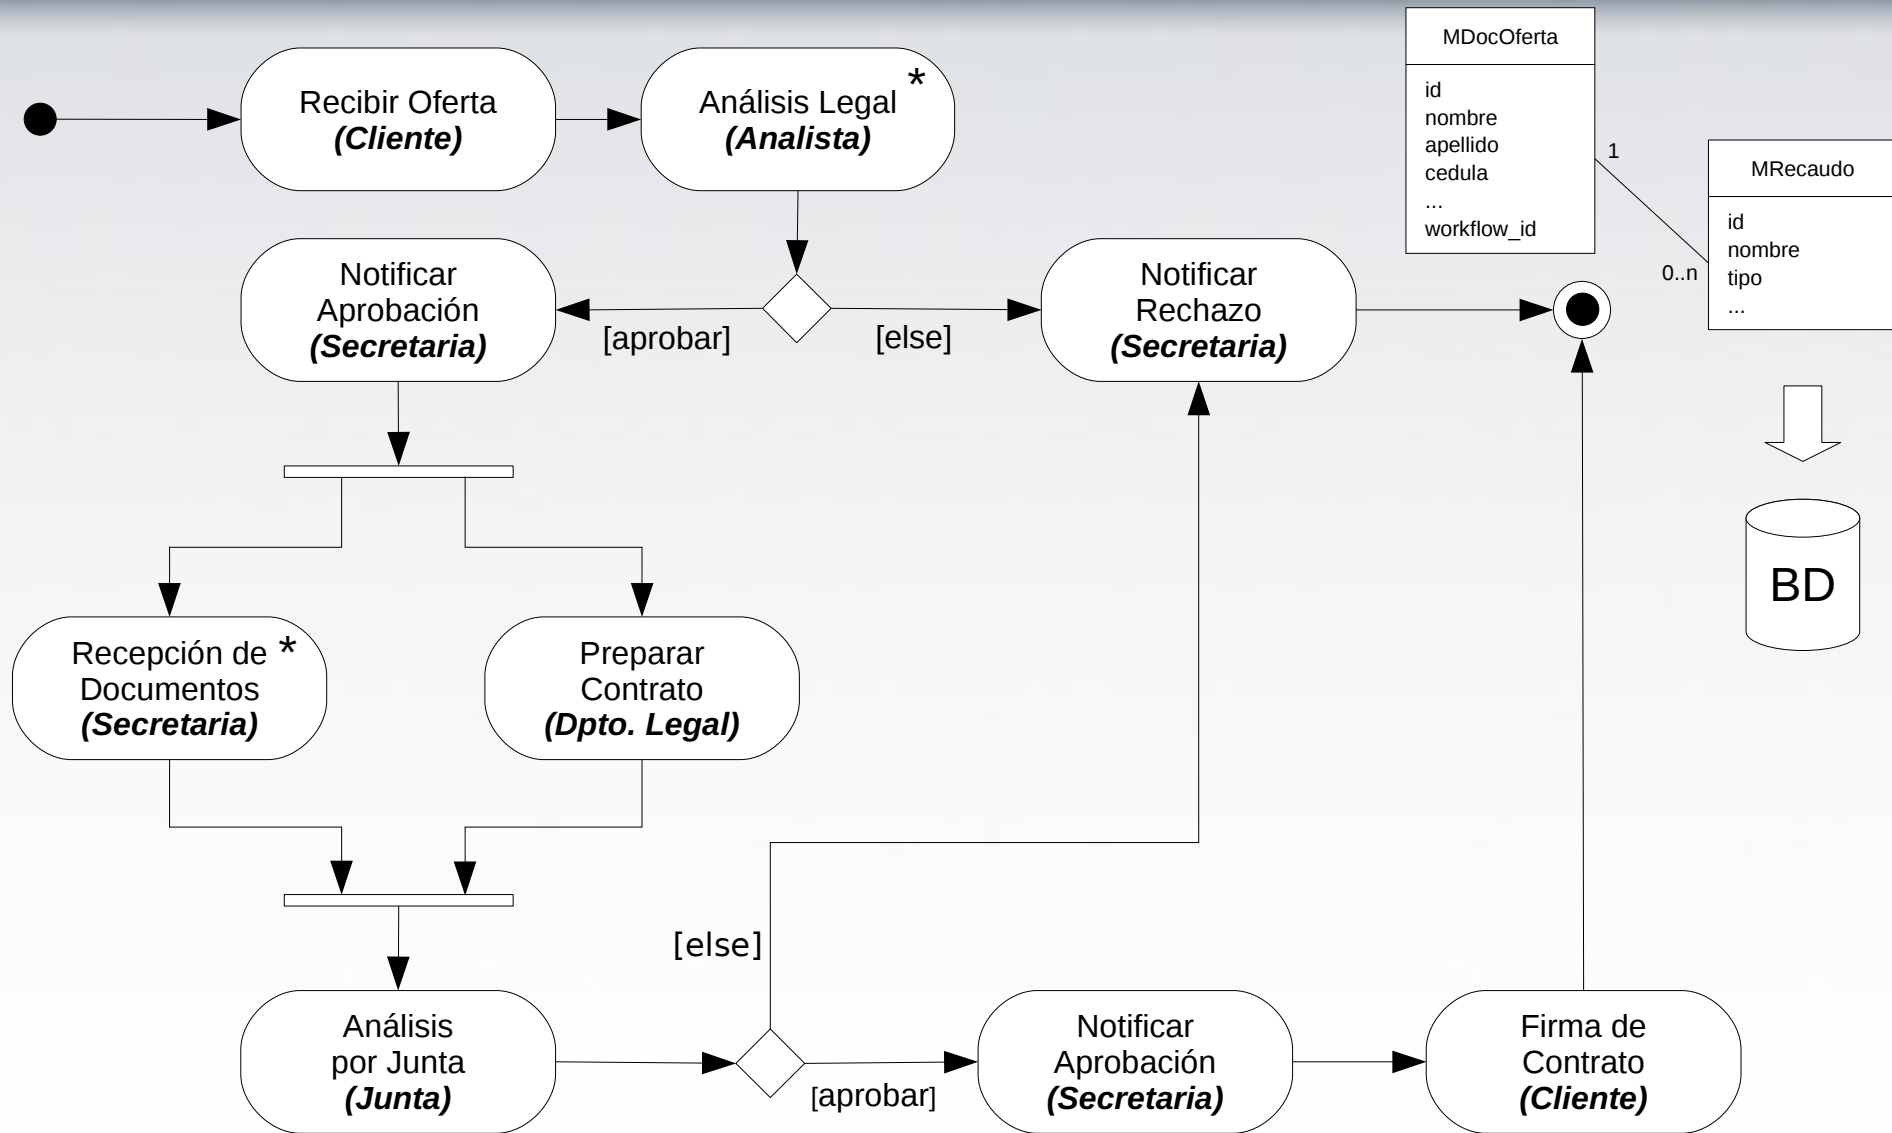 Recibir Oferta
(Cliente)
Análisis Legal *
(Analista)
MDocOferta
id
nombre
apellido
cedula
...
workflow_id
1
0..n
MRecaudo
id
nombre
tipo
...
Notificar
Aprobación
(Secretaria)
[aprobar]
[else]
Notificar
Rechazo
(Secretaria)
BD
Recepción de *
Documentos
(Secretaria)
Preparar
Contrato
(Dpto. Legal)
[else]
Análisis
por Junta
(Junta)
[aprobar]
Notificar
Aprobación
(Secretaria)
Firma de
Contrato
(Cliente)